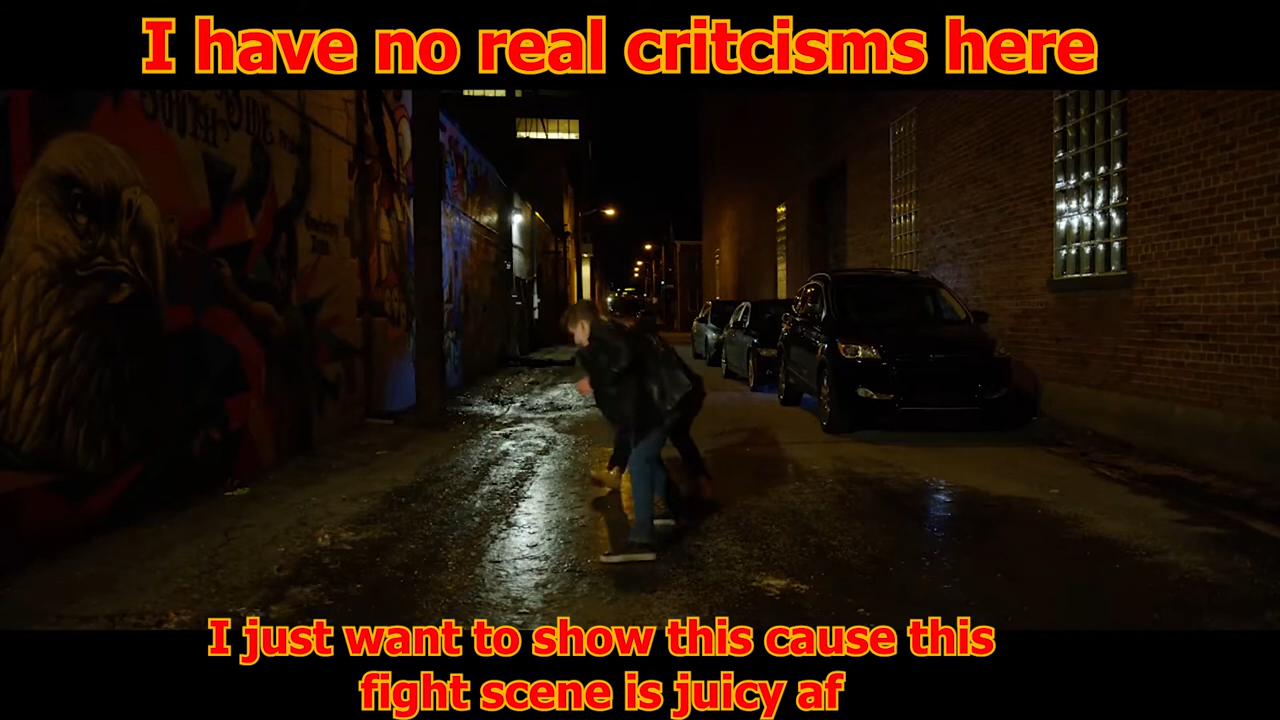 I have no real critcisms here
I just want to show this cause this
fight scene is juicy af